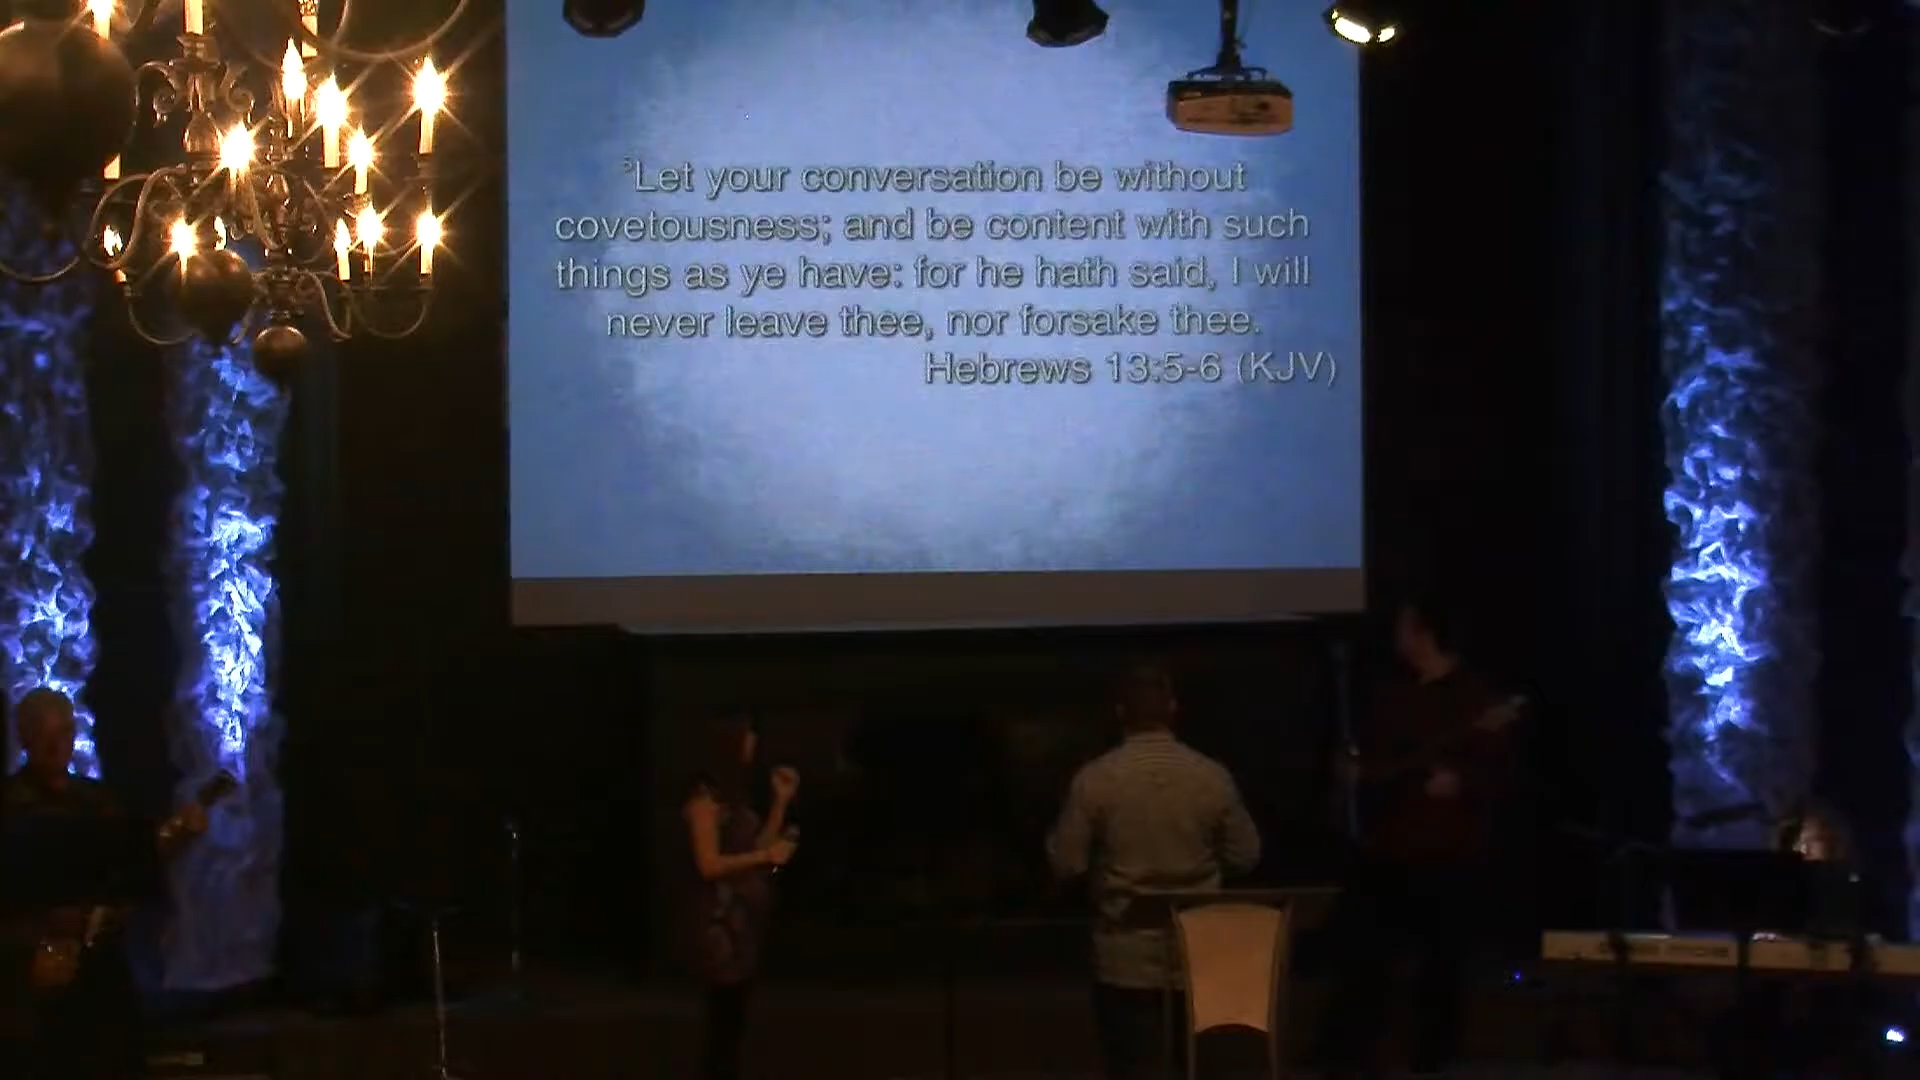 ⁵Let your conversation be without
covetousness; and be content with such
things as ye have: for he hath said, I will
never leave thee, nor forsake thee.
Hebrews 13:5-6 (KJV)